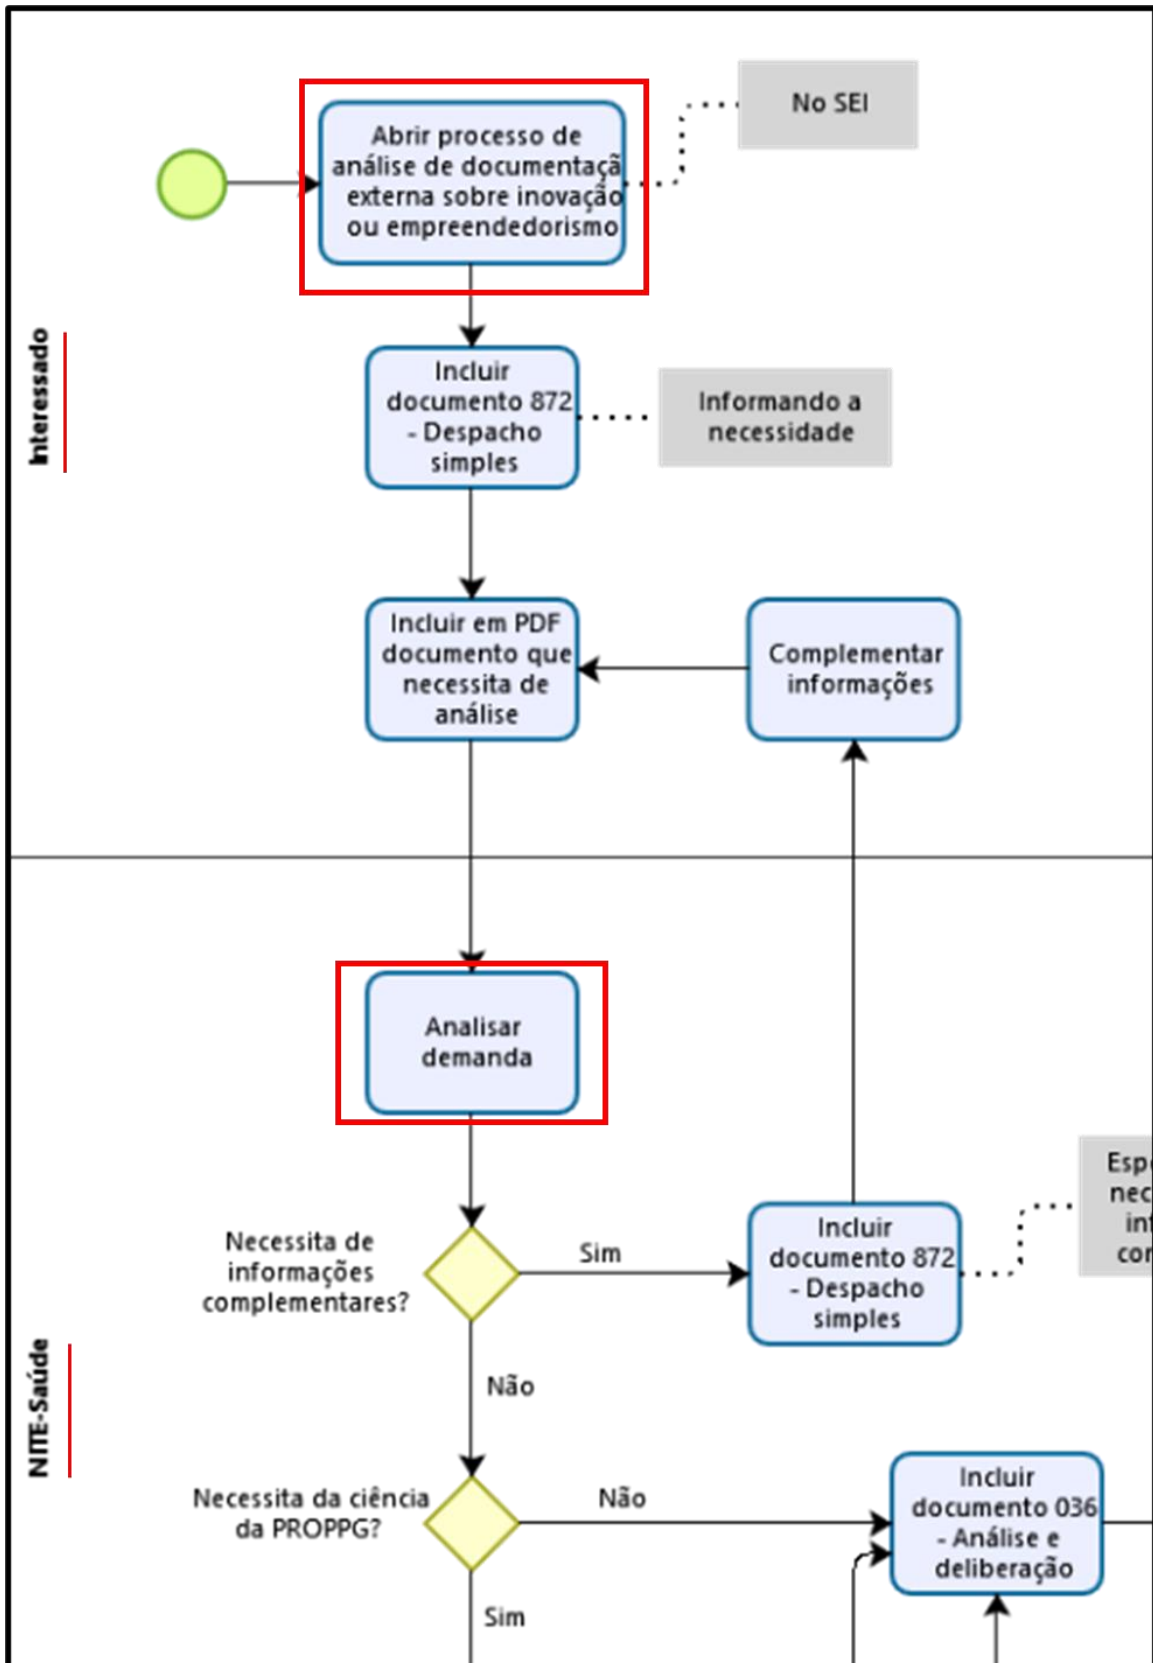 Abrir processo de
análise de documentaçã
externa sobre inovação
ou empreendedorismo
No SEI
Interessado
Incluir
documento 872
- Despacho
simples
Informando a
necessidade
Incluir em PDF
documento que
necessita de
análise
Complementar
informações
Analisar
demanda
NITE-Saúde
Necessita de
informações
complementares?
Sim
Incluir
documento 872
- Despacho
simples
Não
Necessita da ciência
da PROPPG?
Não
Incluir
documento 036
- Análise e
deliberação
Sim